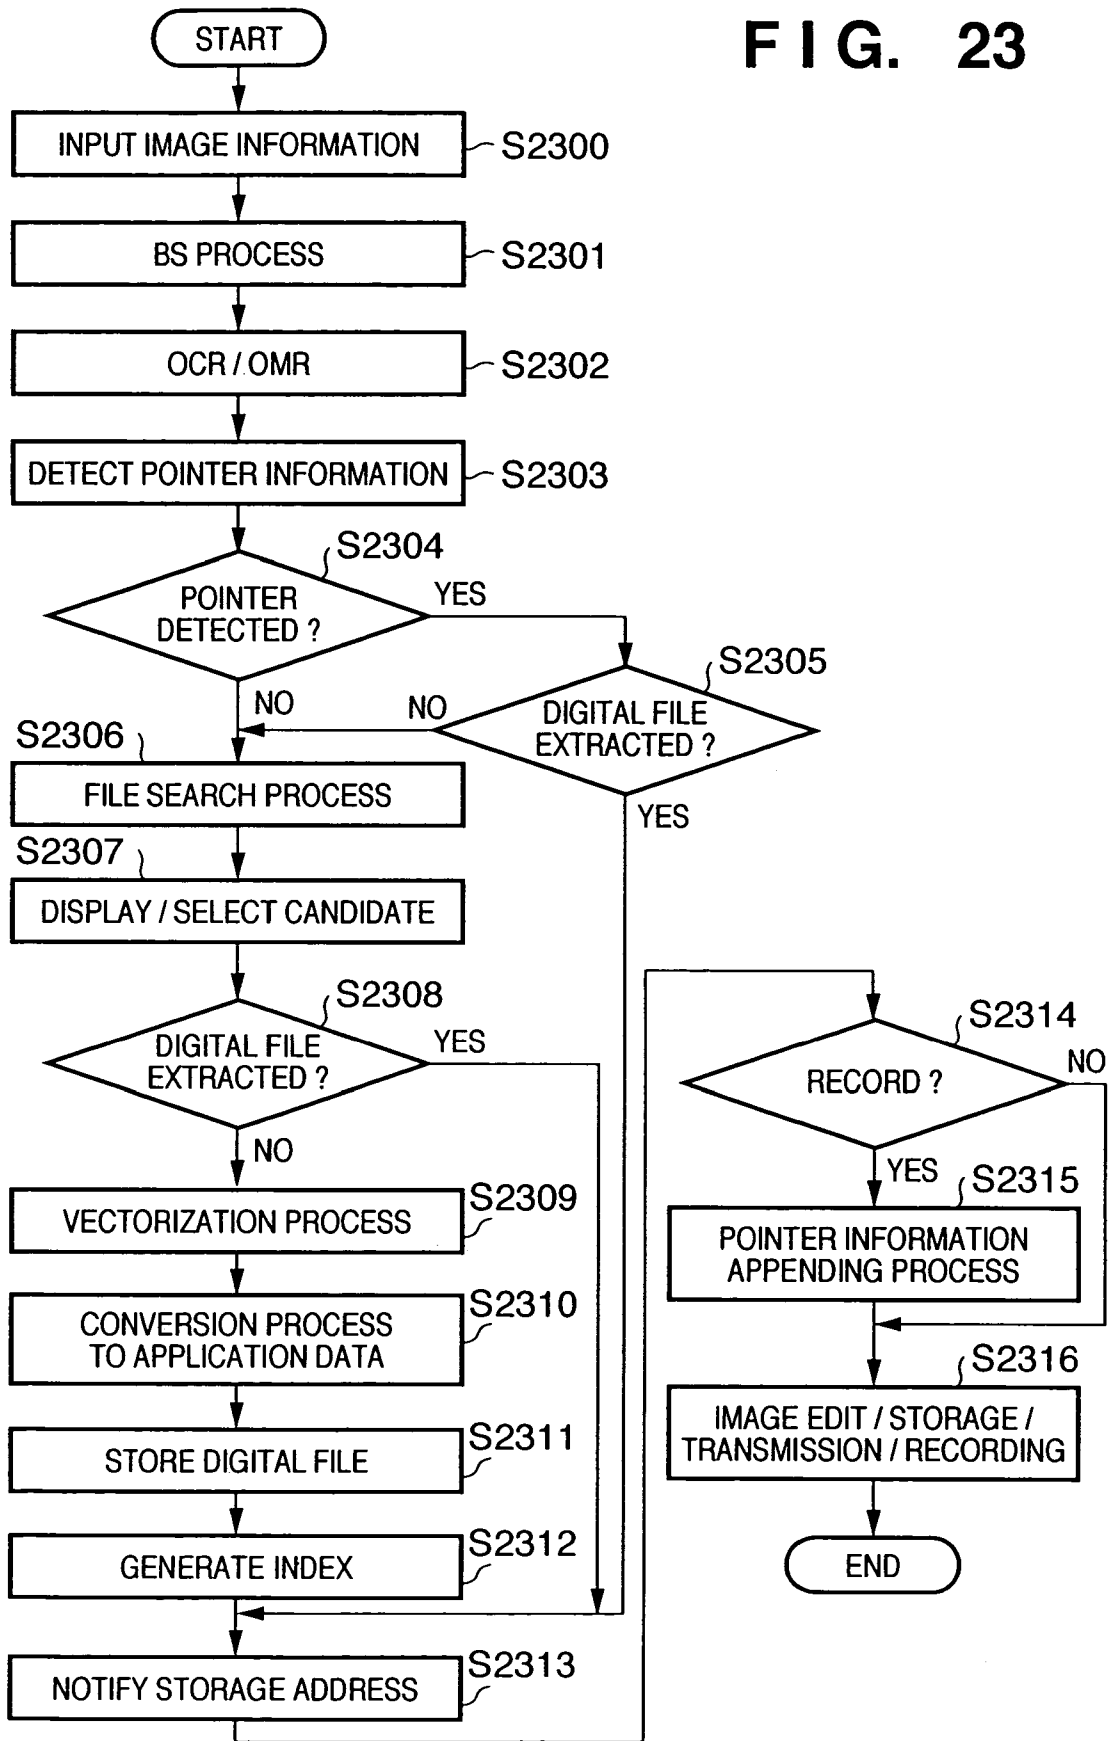 FIG. 23
START
INPUT IMAGE INFORMATION
S2300
BS PROCESS
S2301
OCR / OMR
S2302
DETECT POINTER INFORMATION
S2303
S2304
POINTER
DETECTED ?
YES
NO
S2305
DIGITAL FILE
EXTRACTED ?
NO
YES
S2306
FILE SEARCH PROCESS
S2307
DISPLAY / SELECT CANDIDATE
S2308
DIGITAL FILE
EXTRACTED ?
YES
NO
S2309
VECTORIZATION PROCESS
S2310
CONVERSION PROCESS
TO APPLICATION DATA
S2311
STORE DIGITAL FILE
S2312
GENERATE INDEX
S2313
NOTIFY STORAGE ADDRESS
S2314
RECORD ?
NO
YES
S2315
POINTER INFORMATION
APPENDING PROCESS
S2316
IMAGE EDIT / STORAGE /
TRANSMISSION / RECORDING
END